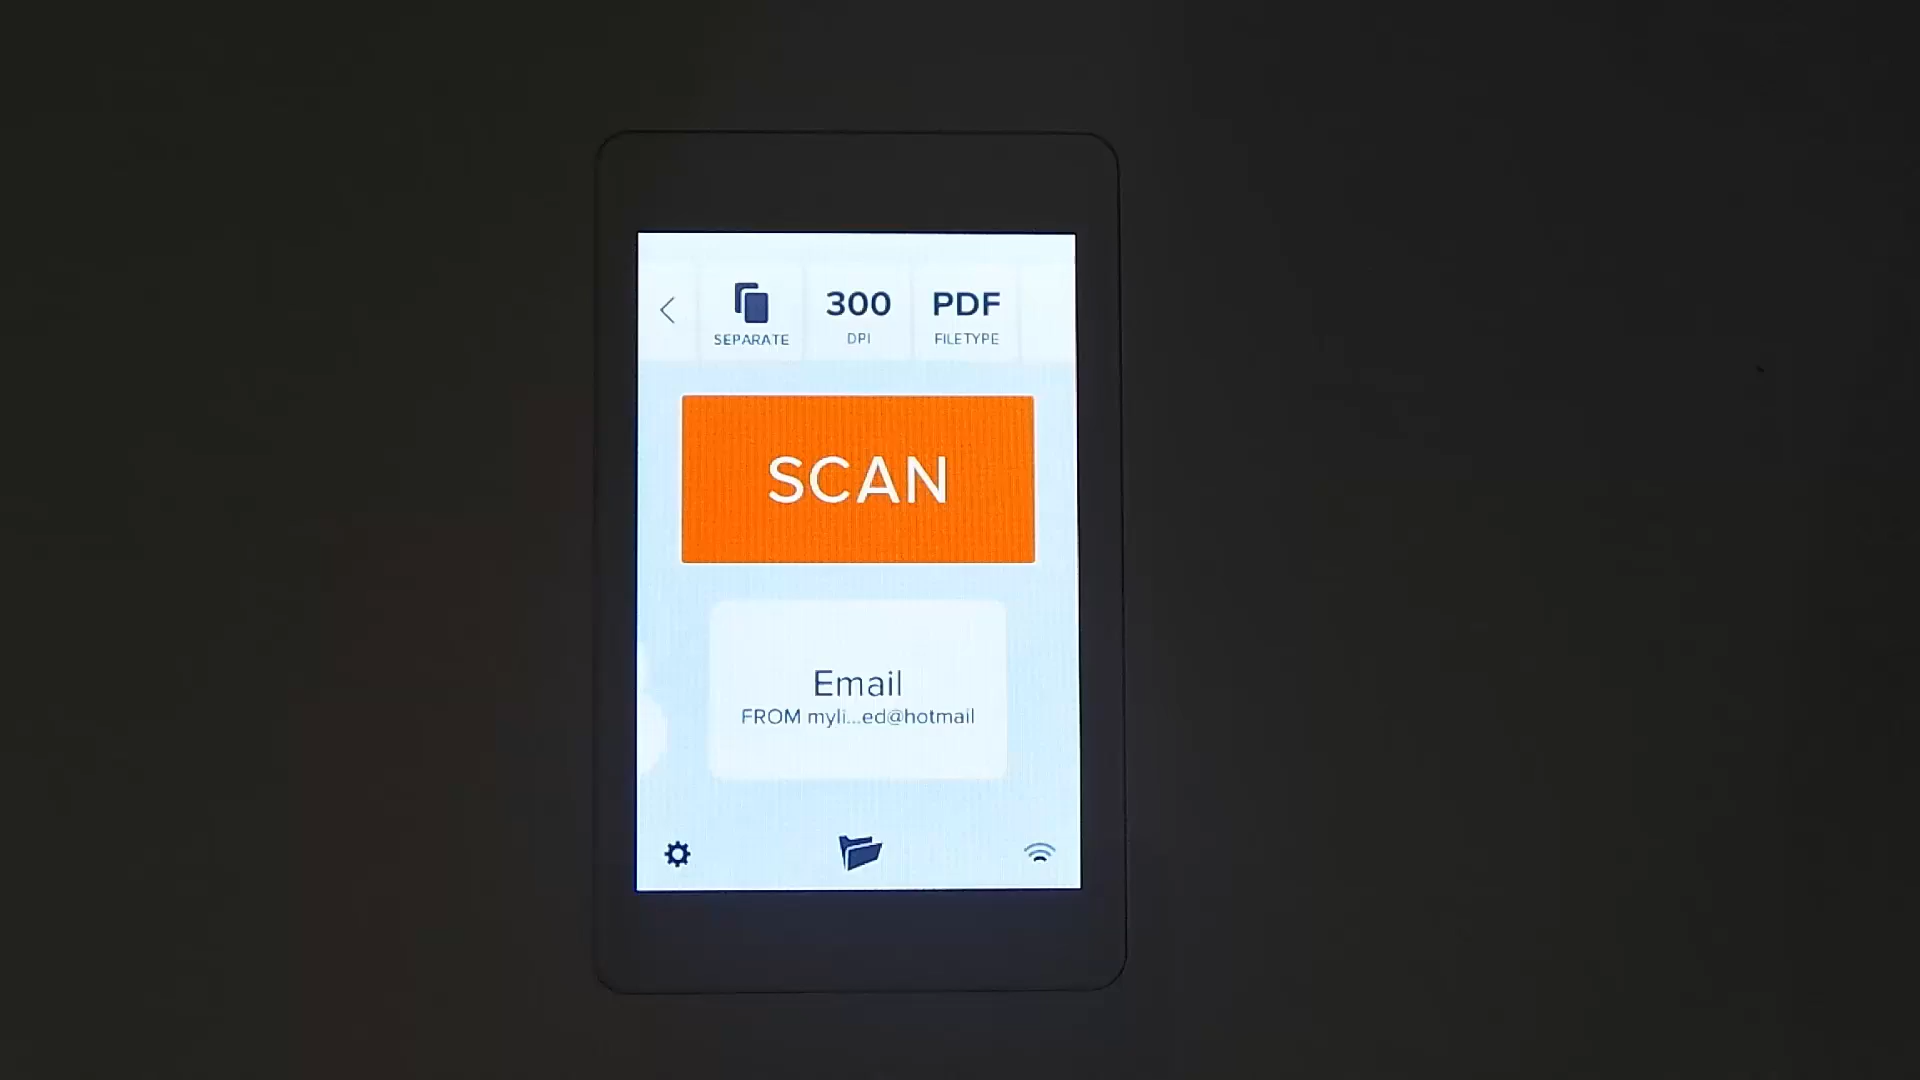 SEPARATE
300
DPI
PDF
FILETYPE
SCAN
Email
FROM myli...ed@hotmail